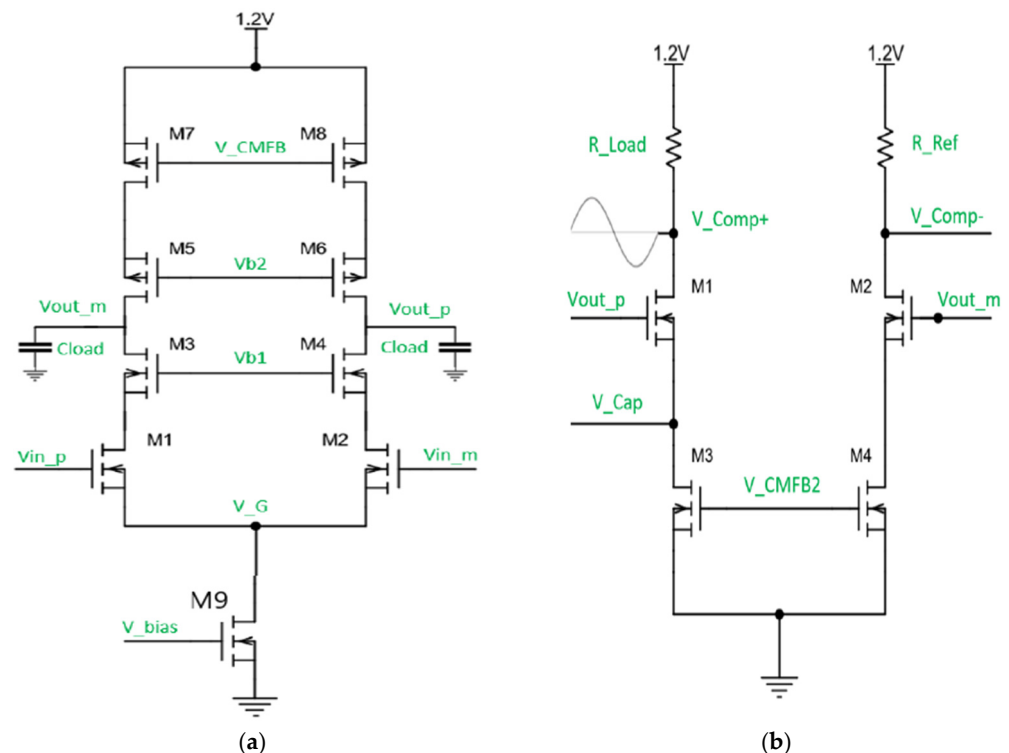 1.2V
M7
V_CMFB
M8
M5
Vb2
M6
Vout_m
Vout_p
Cload
M3
Vb1
M4
Cload
M1
M2
Vin_p
Vin_m
V_G
M9
V_bias
(a)
1.2V
1.2V
R_Load
R_Ref
V_Comp+
V_Comp-
M1
M2
Vout_p
Vout_m
V_Cap
M3
M4
V_CMFB2
(b)